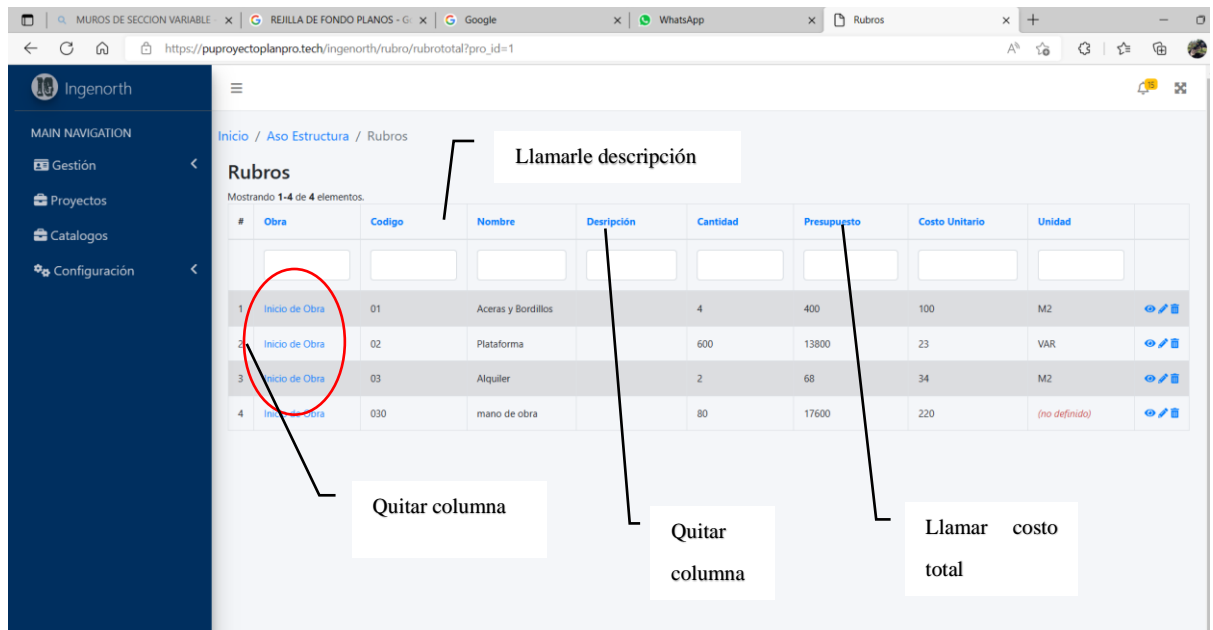 MUROS DE SECCION VARIABLE
REJILLA DE FONDO PLANOS - G
Google
WhatsApp
Rubros
https://puproyectoplanpro.tech/ingenorth/rubro/rubrototal?pro_id=1
Ingenorth
15
MAIN NAVIGATION
Gestión
Proyectos
Catalogos
Configuración
Inicio / Aso Estructura / Rubros
Llamarle descripción
Rubros
Mostrando 1-4 de 4 elementos.
# Obra Codigo Nombre Desripción Cantidad Presupuesto Costo Unitario Unidad
1 Inicio de Obra 01 Aceras y Bordillos 4 400 100 M2
2 Inicio de Obra 02 Plataforma 600 13800 23 VAR
3 Inicio de Obra 03 Alquiler 2 68 34 M2
4 Inicio de Obra 030 mano de obra 80 17600 220 (no definido)
Quitar columna
Quitar
columna
Llamar costo
total